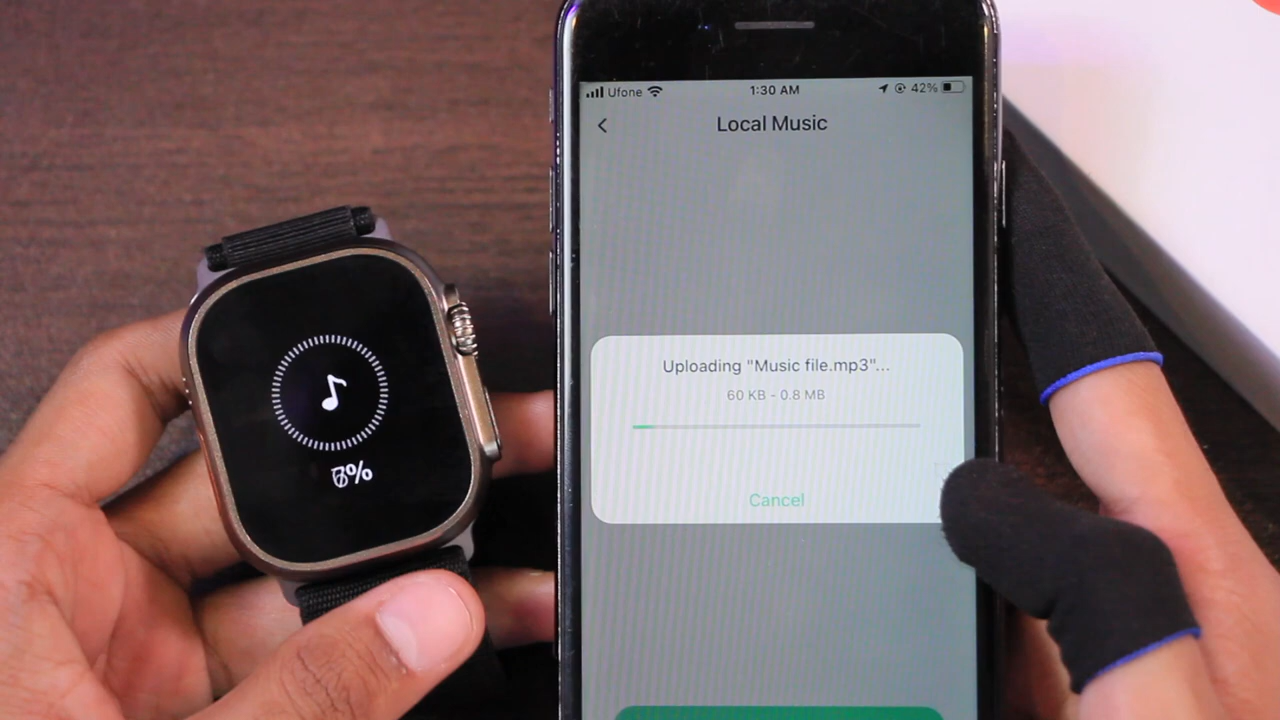 Ufone 1:30 AM 42%
Local Music
Uploading "Music file.mp3"...
60 KB - 0.8 MB
Cancel
%